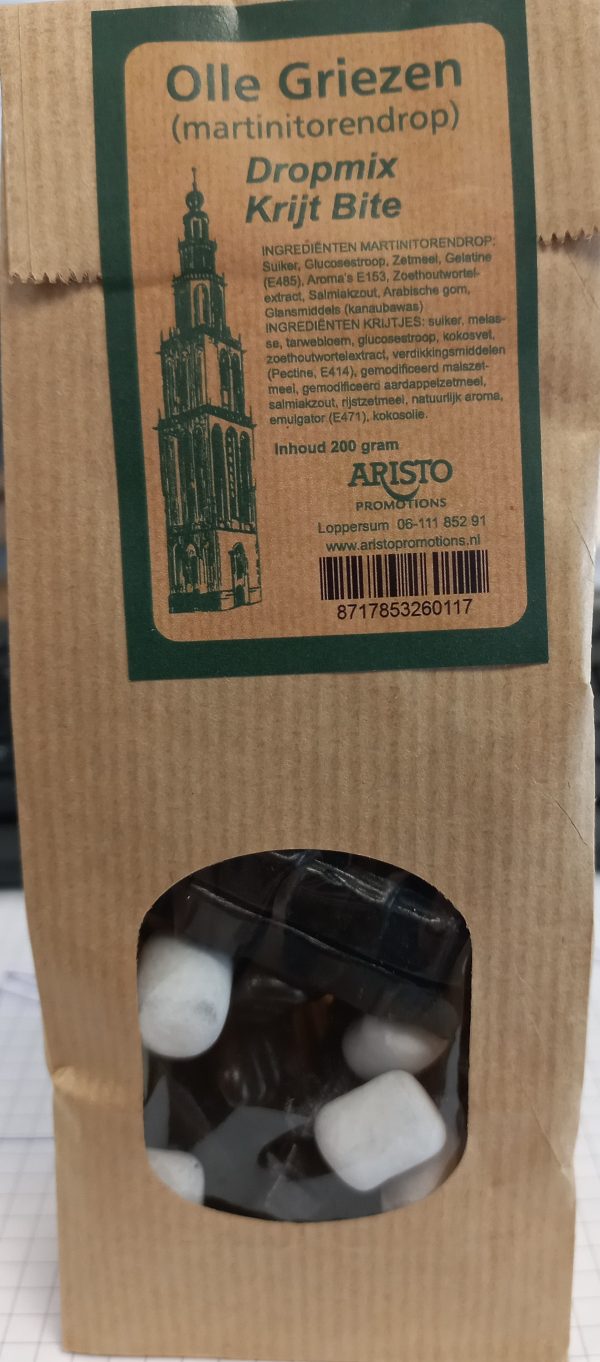 Olle Griezen
(martinitorendrop)
Dropmix
Krijt Bite
INGREDIËNTEN MARTINITORENDROP:
Suiker, Glucosestroop, Zetmeel, Gelatine
(E485), Aroma's E153, Zoethoutwortel-
extract, Salmiakzout, Arabische gom,
Glansmiddels (kanaubawas)
INGREDIËNTEN KRIJTJES: suiker, melas-
se, tarwebloem, glucosestroop, kokosvet,
zoethoutwortelextract, verdikkingsmiddelen
(Pectine, E414), gemodificeerd maiszet-
meel, gemodificeerd aardappelzetmeel,
salmiakzout, rijstzetmeel, natuurlijk aroma,
emulgator (E471), kokosolie.
Inhoud 200 gram
ARISTO
PROMOTIONS
Loppersum 06-111 852 91
www.aristopromotions.nl
8717853260117